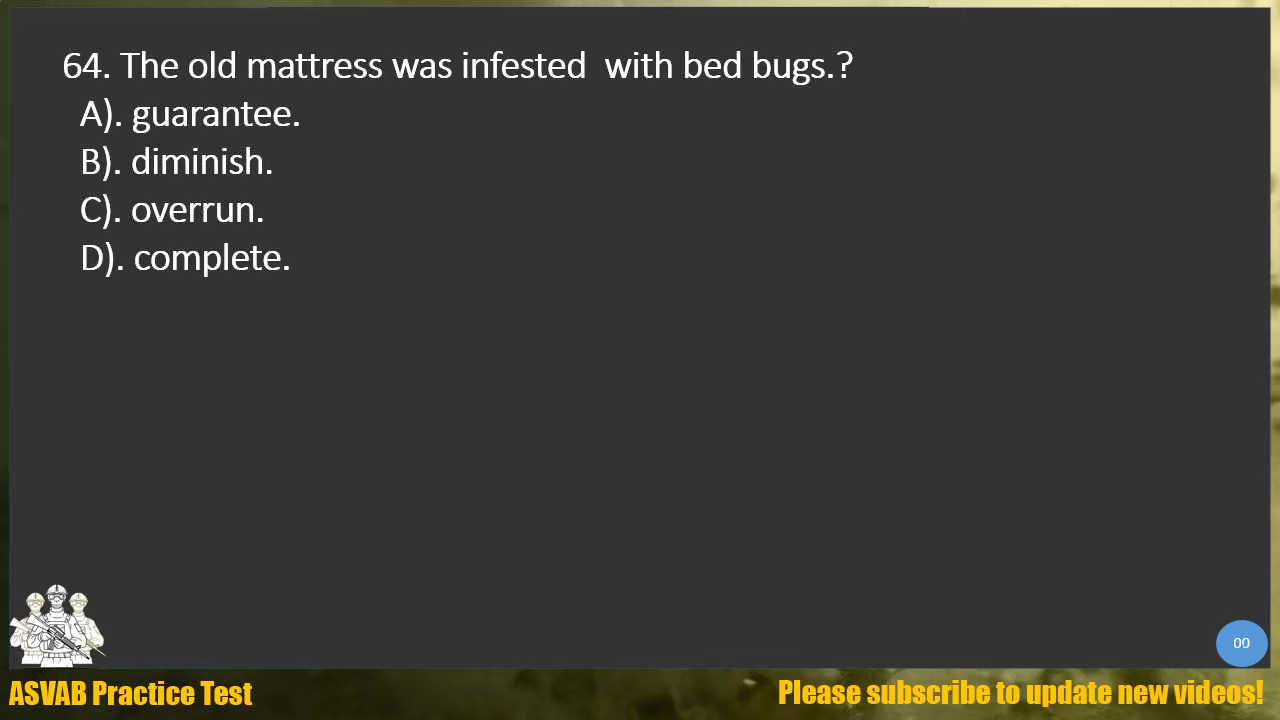 64. The old mattress was infested  with bed bugs.?
A). guarantee.
B). diminish.
C). overrun.
D). complete.
00
ASVAB Practice Test
Please subscribe to update new videos!